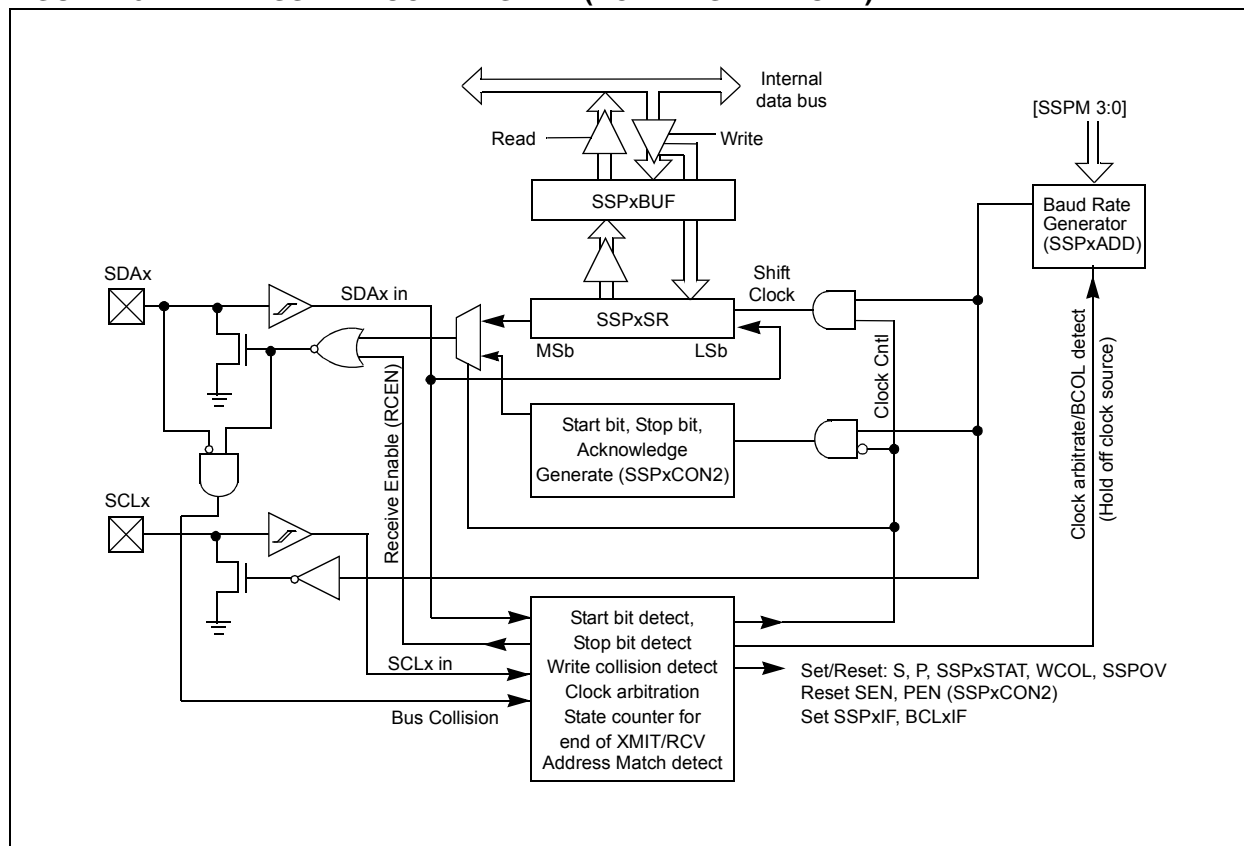 Internal
data bus
[SSPM 3:0]
Read
Write
SSPxBUF
Baud Rate
Generator
(SSPxADD)
SDAx
SDAx in
Shift
Clock
SSPxSR
MSb
LSb
Receive Enable (RCEN)
Clock Cntl
Clock arbitrate/BCOL detect
(Hold off clock source)
Start bit, Stop bit,
Acknowledge
Generate (SSPxCON2)
SCLx
SCLx in
Bus Collision
Start bit detect,
Stop bit detect
Write collision detect
Clock arbitration
State counter for
end of XMIT/RCV
Address Match detect
Set/Reset: S, P, SSPxSTAT, WCOL, SSPOV
Reset SEN, PEN (SSPxCON2)
Set SSPxIF, BCLxIF